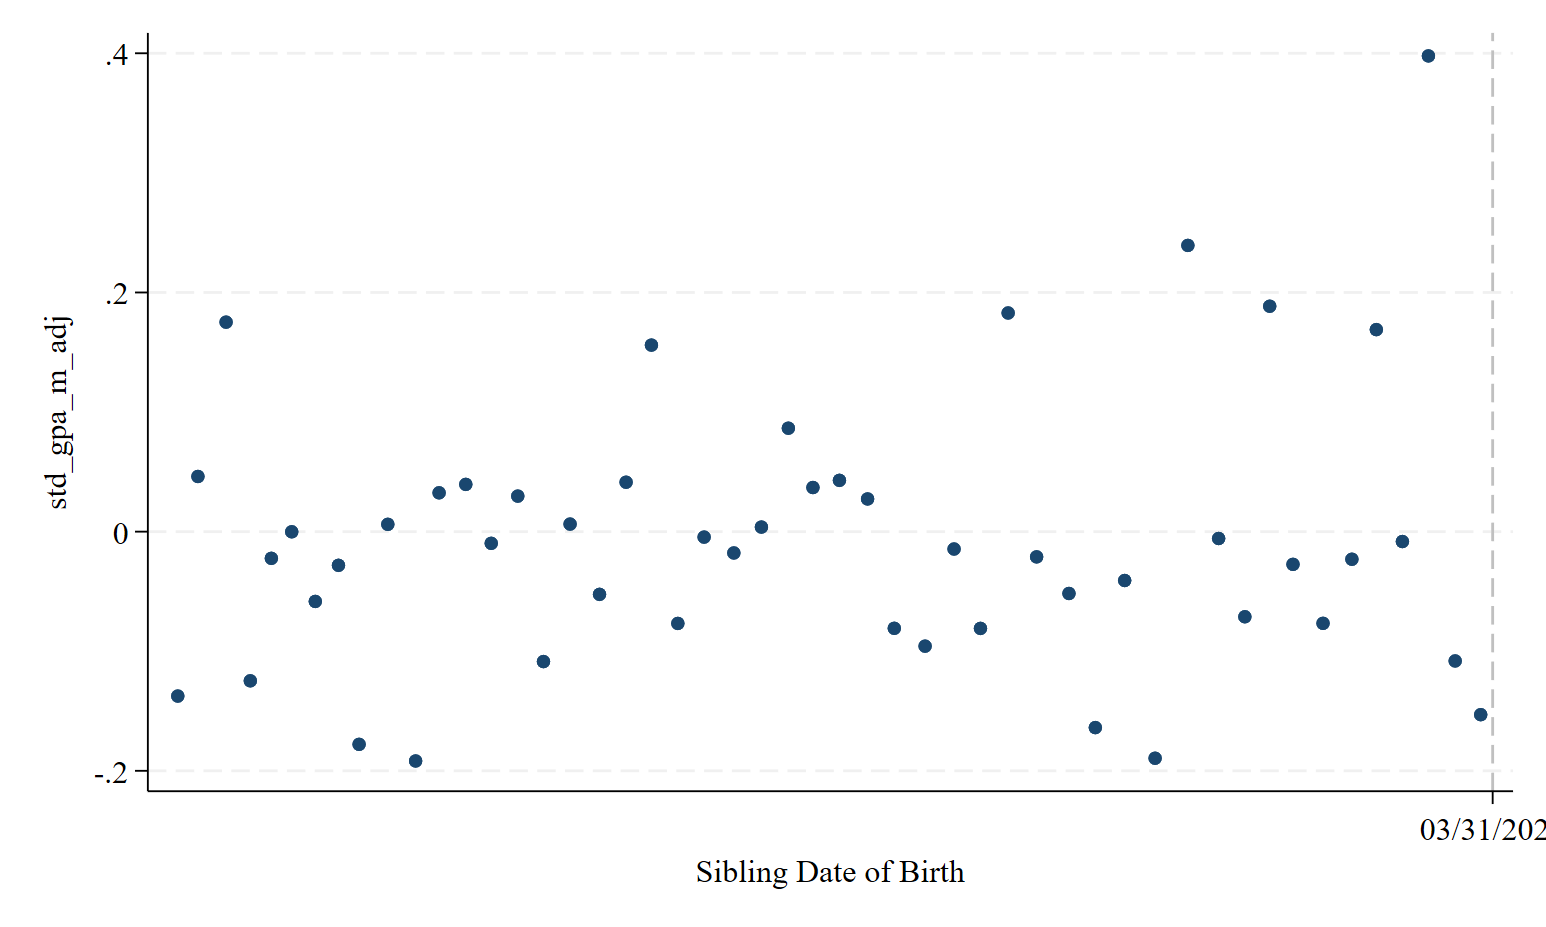 .4
.2
0
-.2
std_gpa_m_adj
03/31/202
Sibling Date of Birth